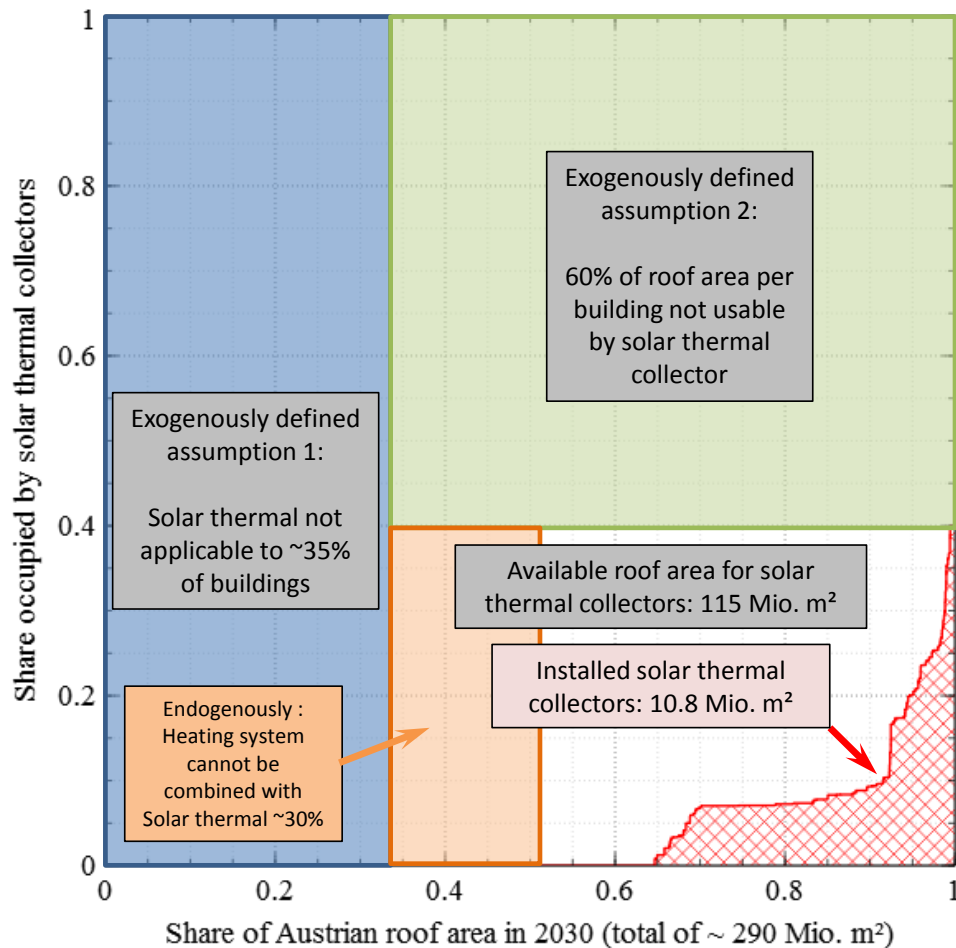 1
0.8
0.6
0.4
0.2
0
Share occupied by solar thermal collectors
Exogenously defined
assumption 2:
60% of roof area per
building not usable
by solar thermal
collector
Exogenously defined
assumption 1:
Solar thermal not
applicable to ~35%
of buildings
Available roof area for solar
thermal collectors: 115 Mio. m²
Installed solar thermal
collectors: 10.8 Mio. m²
Endogenously :
Heating system
cannot be
combined with
Solar thermal ~30%
0
0.2
0.4
0.6
0.8
1
Share of Austrian roof area in 2030 (total of ~ 290 Mio. m²)